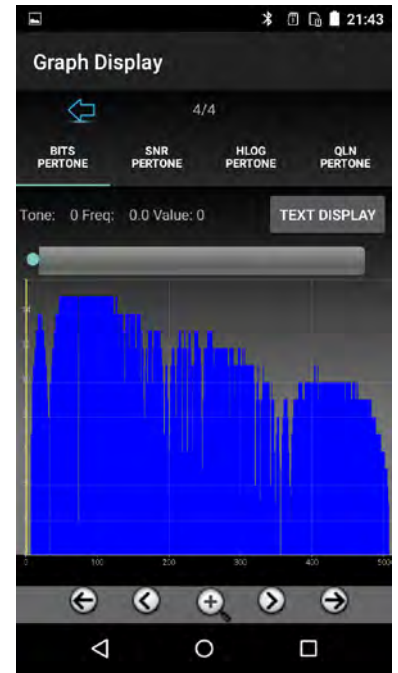 21:43
Graph Display
4/4
BITS PERTONE
SNR PERTONE
HLOG PERTONE
QLN PERTONE
Tone: 0 Freq: 0.0 Value: 0
TEXT DISPLAY
0 100 200 300 400 500